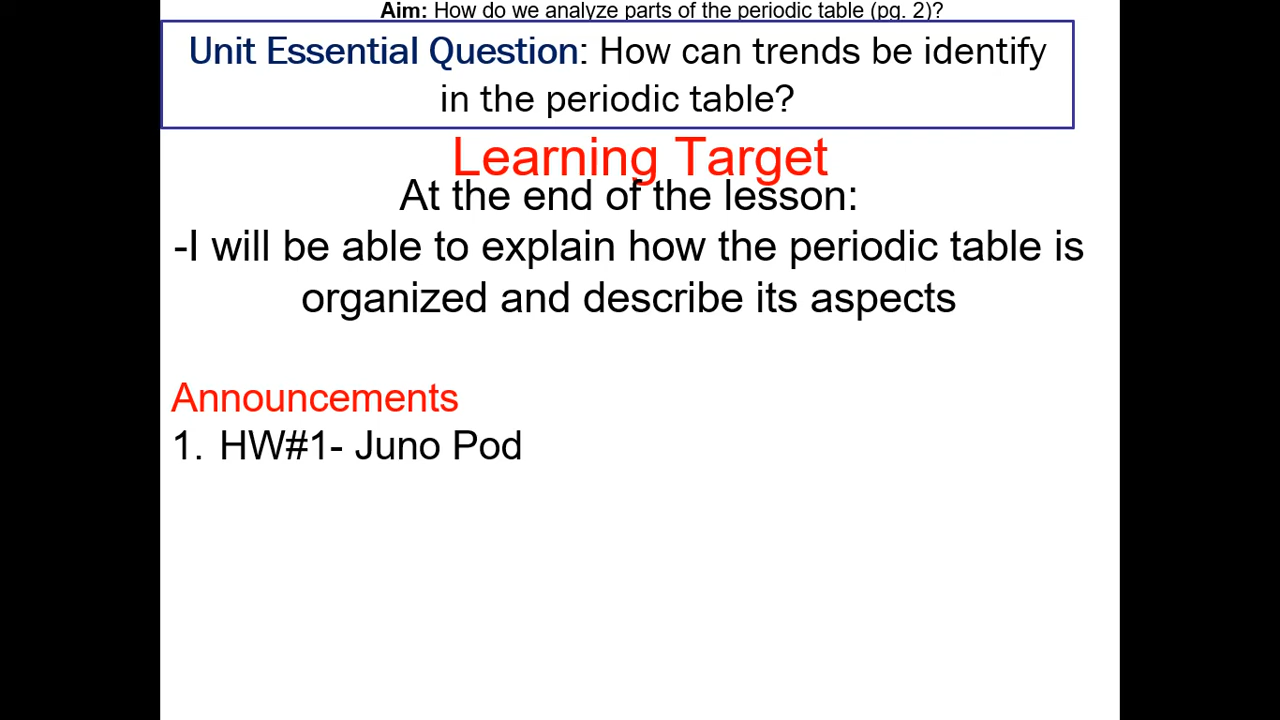 Aim: How do we analyze parts of the periodic table (pg. 2)?
Unit Essential Question: How can trends be identify
in the periodic table?
Learning Target
At the end of the lesson:
-I will be able to explain how the periodic table is
organized and describe its aspects
Announcements
1. HW#1- Juno Pod